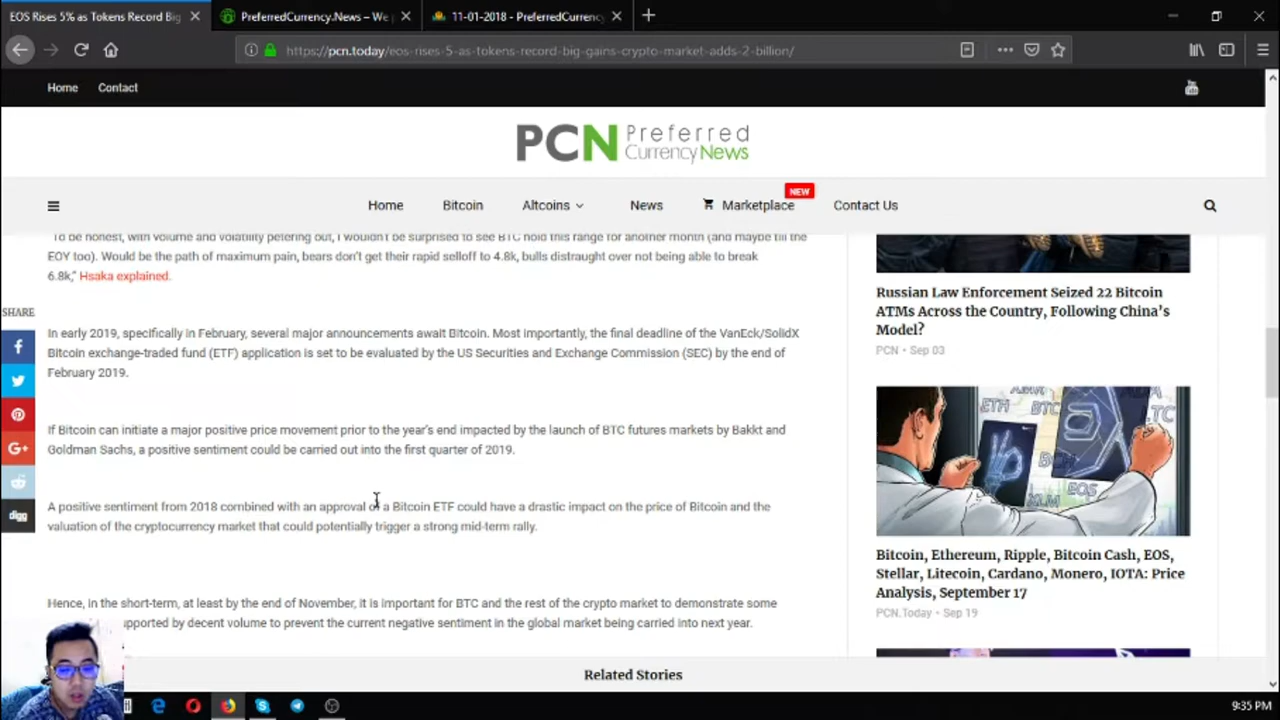 EOS Rises 5% as Tokens Record Big
PreferredCurrency.News – We
11-01-2018 - PreferredCurrency
https://pcn.today/eos-rises-5-as-tokens-record-big-gains-crypto-market-adds-2-billion/
Home Contact
PCN Preferred
CurrencyNews
NEW
Home Bitcoin Altcoins News Marketplace Contact Us
"To be honest, with volume and volatility petering out, I wouldn't be surprised to see BTC hold this range for another month (and maybe till the
EOY too). Would be the path of maximum pain, bears don't get their rapid selloff to 4.8k, bulls distraught over not being able to break
6.8k," Hsaka explained.
SHARE
In early 2019, specifically in February, several major announcements await Bitcoin. Most importantly, the final deadline of the VanEck/SolidX
Bitcoin exchange-traded fund (ETF) application is set to be evaluated by the US Securities and Exchange Commission (SEC) by the end of
February 2019.
If Bitcoin can initiate a major positive price movement prior to the year's end impacted by the launch of BTC futures markets by Bakkt and
Goldman Sachs, a positive sentiment could be carried out into the first quarter of 2019.
A positive sentiment from 2018 combined with an approval of a Bitcoin ETF could have a drastic impact on the price of Bitcoin and the
valuation of the cryptocurrency market that could potentially trigger a strong mid-term rally.
Hence, in the short-term, at least by the end of November, it is important for BTC and the rest of the crypto market to demonstrate some
supported by decent volume to prevent the current negative sentiment in the global market being carried into next year.
digg
Russian Law Enforcement Seized 22 Bitcoin
ATMs Across the Country, Following China's
Model?
PCN • Sep 03
ETH BTC LTC
BCH
XLM
Bitcoin, Ethereum, Ripple, Bitcoin Cash, EOS,
Stellar, Litecoin, Cardano, Monero, IOTA: Price
Analysis, September 17
PCN.Today • Sep 19
Related Stories
9:35 PM